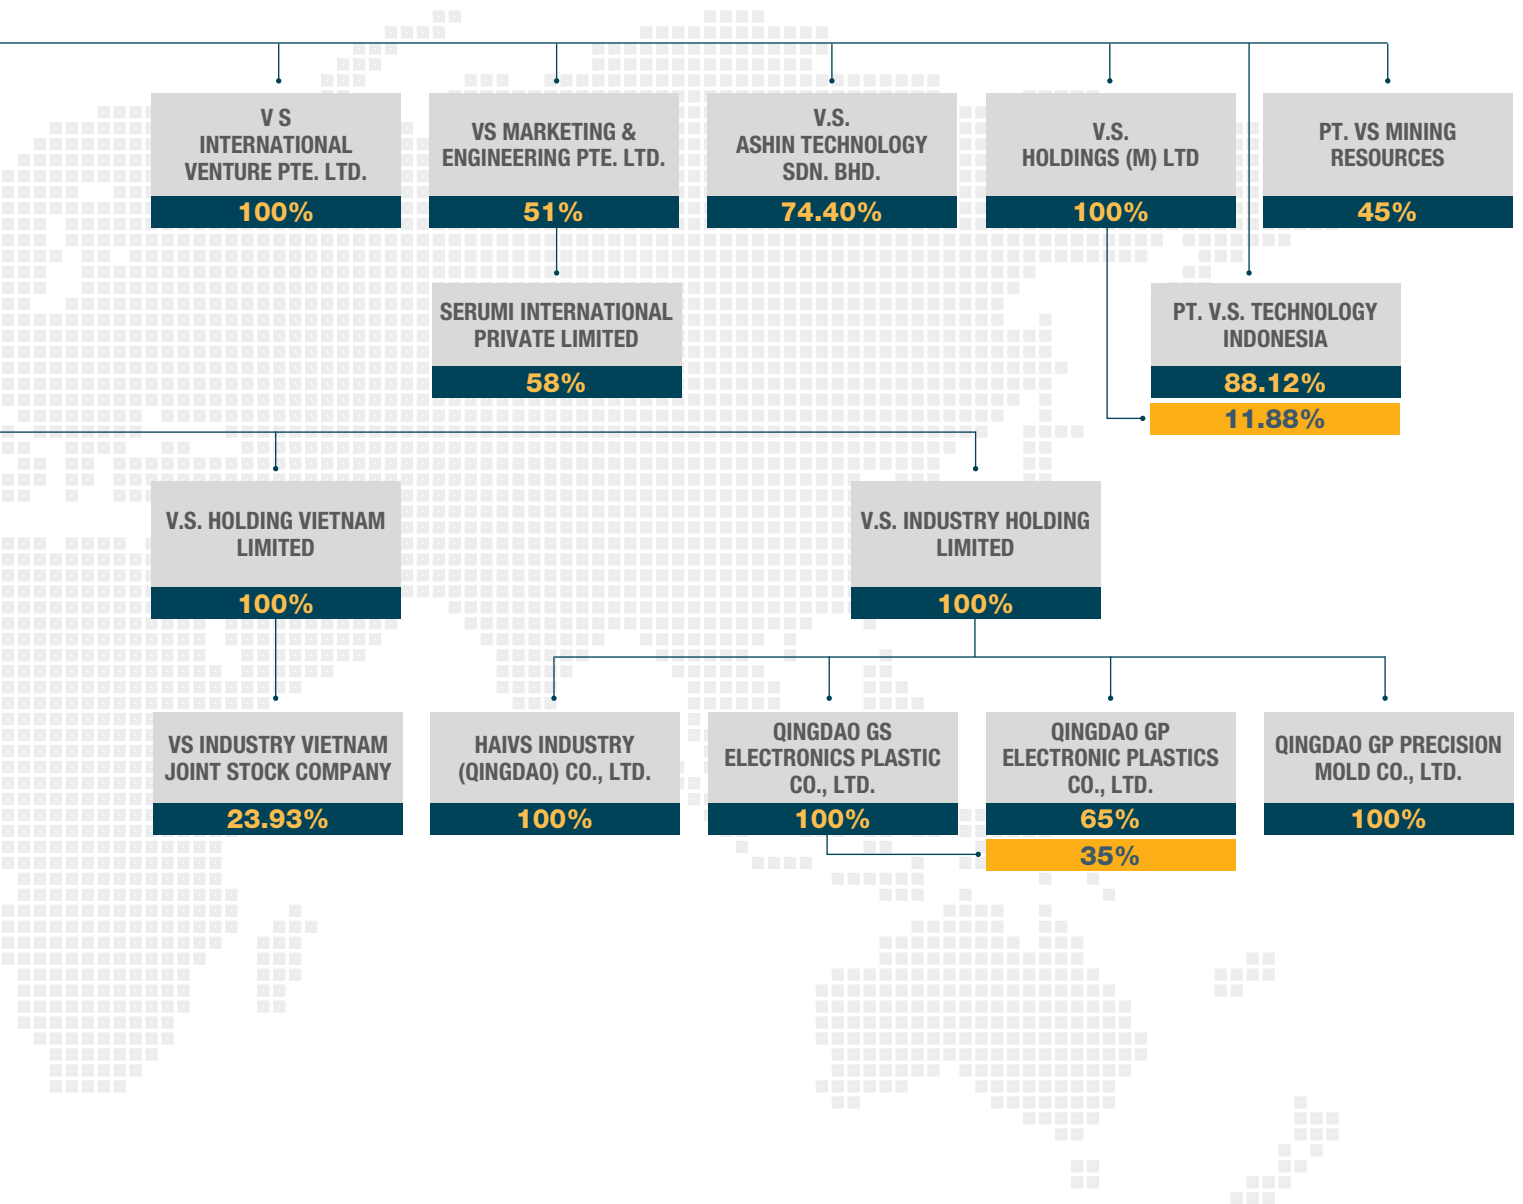 V S
INTERNATIONAL
VENTURE PTE. LTD.
100%
VS MARKETING &
ENGINEERING PTE. LTD.
51%
V.S.
ASHIN TECHNOLOGY
SDN. BHD.
74.40%
V.S.
HOLDINGS (M) LTD
100%
PT. VS MINING
RESOURCES
45%
SERUMI INTERNATIONAL
PRIVATE LIMITED
58%
PT. V.S. TECHNOLOGY
INDONESIA
88.12%
11.88%
V.S. HOLDING VIETNAM
LIMITED
100%
V.S. INDUSTRY HOLDING
LIMITED
100%
VS INDUSTRY VIETNAM
JOINT STOCK COMPANY
23.93%
HAIVS INDUSTRY
(QINGDAO) CO., LTD.
100%
QINGDAO GS
ELECTRONICS PLASTIC
CO., LTD.
100%
QINGDAO GP
ELECTRONIC PLASTICS
CO., LTD.
65%
35%
QINGDAO GP PRECISION
MOLD CO., LTD.
100%